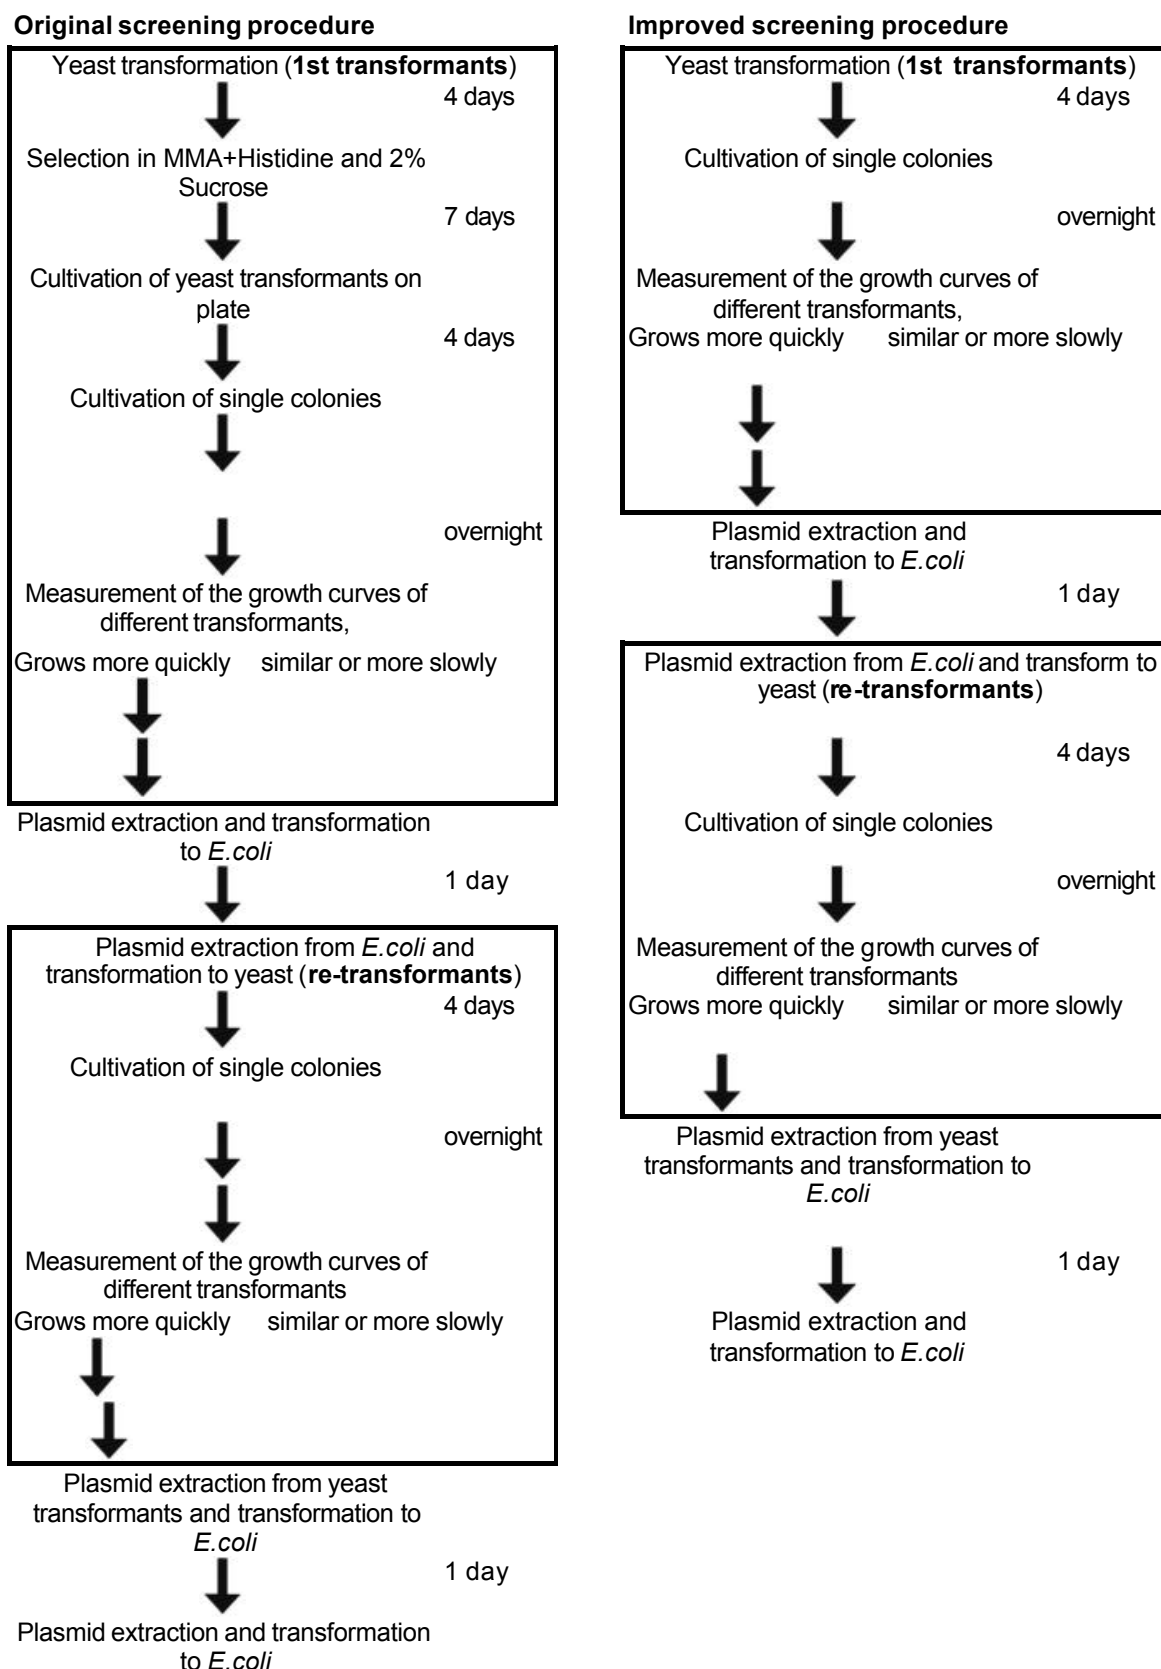 Original screening procedure
Yeast transformation (1st transformants)
4 days
Selection in MMA+Histidine and 2%
Sucrose
7 days
Cultivation of yeast transformants on
plate
4 days
Cultivation of single colonies
overnight
Measurement of the growth curves of
different transformants,
Grows more quickly similar or more slowly
Plasmid extraction and transformation
to E.coli
1 day
Plasmid extraction from E.coli and
transformation to yeast (re-transformants)
4 days
Cultivation of single colonies
overnight
Measurement of the growth curves of
different transformants
Grows more quickly similar or more slowly
Plasmid extraction from yeast
transformants and transformation to
E.coli
1 day
Plasmid extraction and transformation
to E.coli
Improved screening procedure
Yeast transformation (1st transformants)
4 days
Cultivation of single colonies
overnight
Measurement of the growth curves of
different transformants,
Grows more quickly similar or more slowly
Plasmid extraction and
transformation to E.coli
1 day
Plasmid extraction from E.coli and transform to
yeast (re-transformants)
4 days
Cultivation of single colonies
overnight
Measurement of the growth curves of
different transformants
Grows more quickly similar or more slowly
Plasmid extraction from yeast
transformants and transformation to
E.coli
1 day
Plasmid extraction and
transformation to E.coli